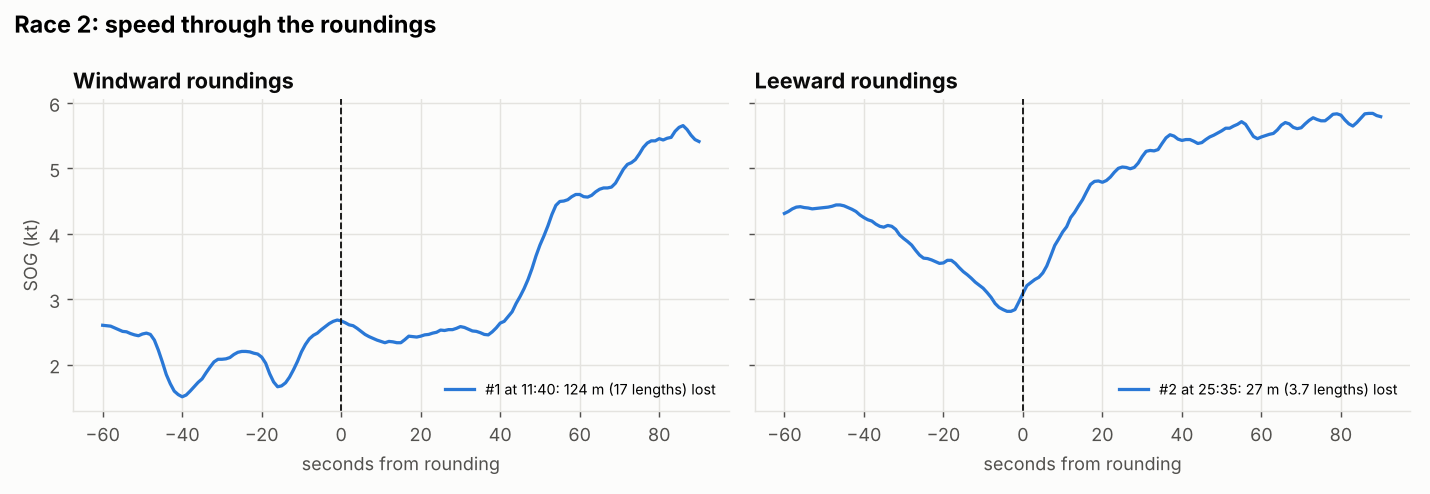 Race 2: speed through the roundings
Windward roundings
Leeward roundings
SOG (kt)
6
5
4
3
2
#1 at 11:40: 124 m (17 lengths) lost
#2 at 25:35: 27 m (3.7 lengths) lost
−60 −40 −20 0 20 40 60 80
−60 −40 −20 0 20 40 60 80
seconds from rounding
seconds from rounding